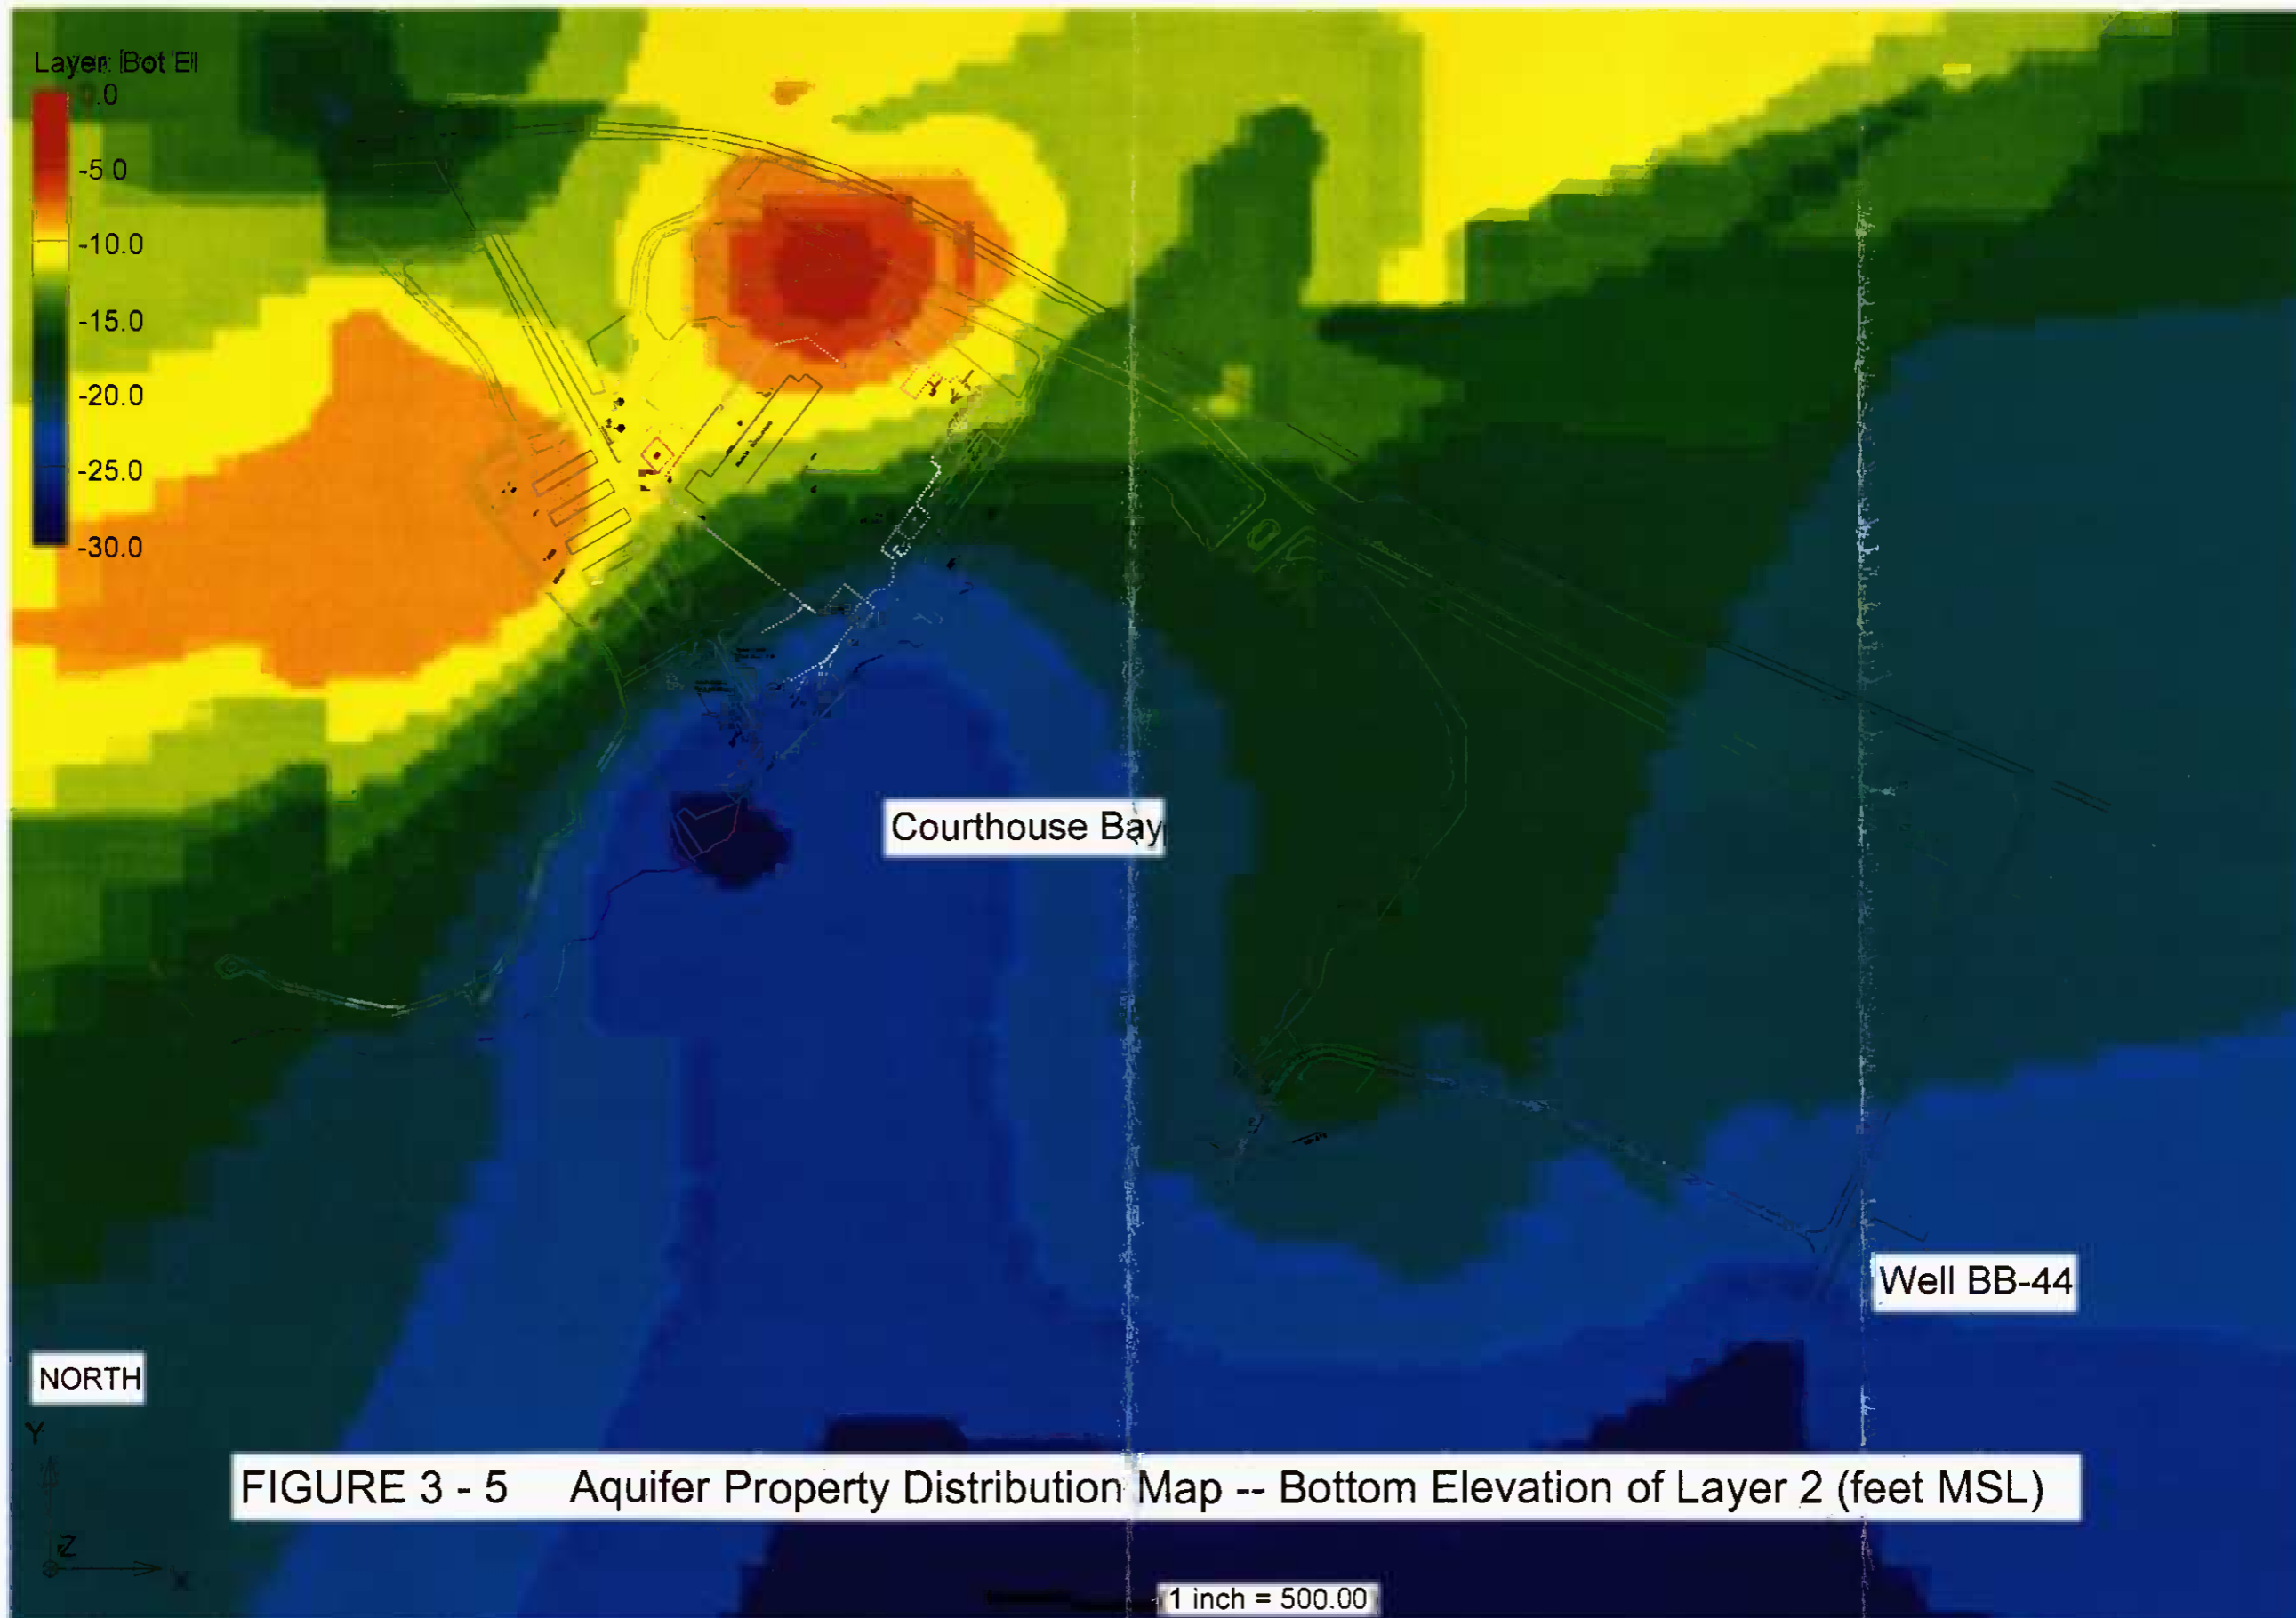 Layer: Bot El
0.0
-5.0
-10.0
-15.0
-20.0
-25.0
-30.0
Courthouse Bay
Well BB-44
NORTH
Y
Z
X
FIGURE 3 - 5 Aquifer Property Distribution Map -- Bottom Elevation of Layer 2 (feet MSL)
1 inch = 500.00